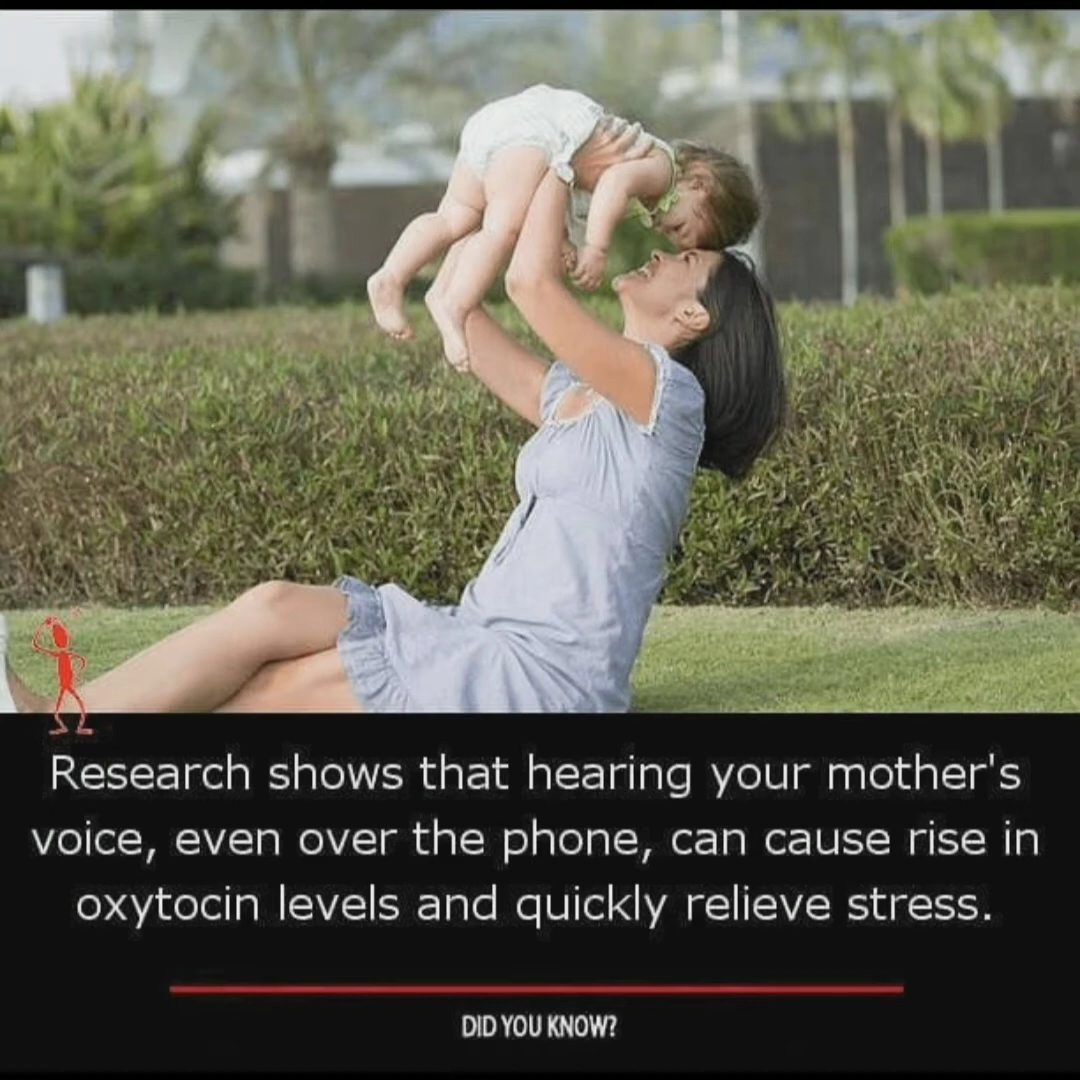 Research shows that hearing your mother's
voice, even over the phone, can cause rise in
oxytocin levels and quickly relieve stress.
DID YOU KNOW?